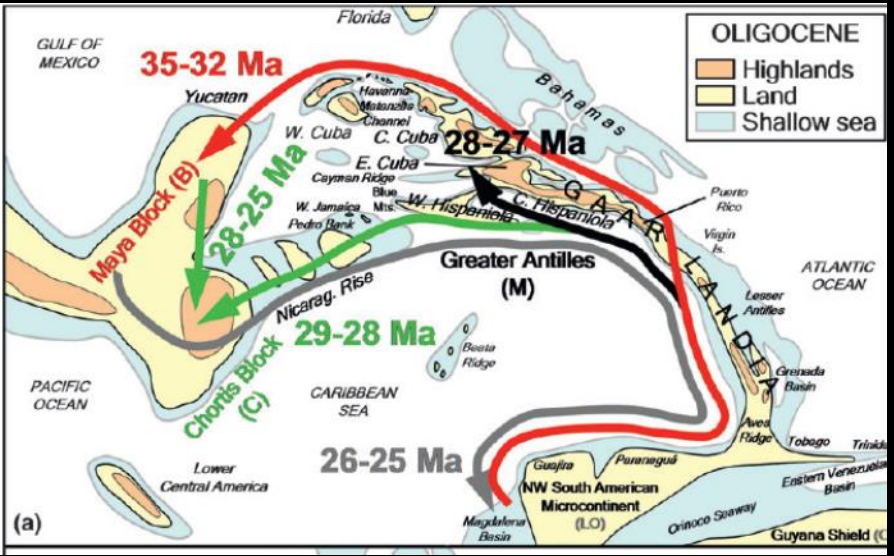 Florida
GULF OF
MEXICO
35-32 Ma
Yucatan
Bahamas
OLIGOCENE
Highlands
Land
Shallow sea
Havanna
Matanzas
Channel
W. Cuba
C. Cuba
28-27 Ma
E. Cuba
Cayman Ridge
Blue
Mts.
W. Jamaica
Pedro Bank
W. Hispaniola
C. Hispaniola
GAARLANDIA
Puerto
Rico
Virgin
Is.
Maya Block (B)
28-25 Ma
Greater Antilles
(M)
ATLANTIC
OCEAN
Lesser
Antilles
Nicarag. Rise
29-28 Ma
Chortis Block
(C)
Beata
Ridge
Grenada
Basin
PACIFIC
OCEAN
CARIBBEAN
SEA
Aves
Ridge
Tobago
Trinida
26-25 Ma
Guajira
Paranaguá
Lower
Central America
NW South American
Microcontinent
(LO)
Eastern Venezuela
Basin
Orinoco Seaway
Magdalena
Basin
Guyana Shield (
(a)